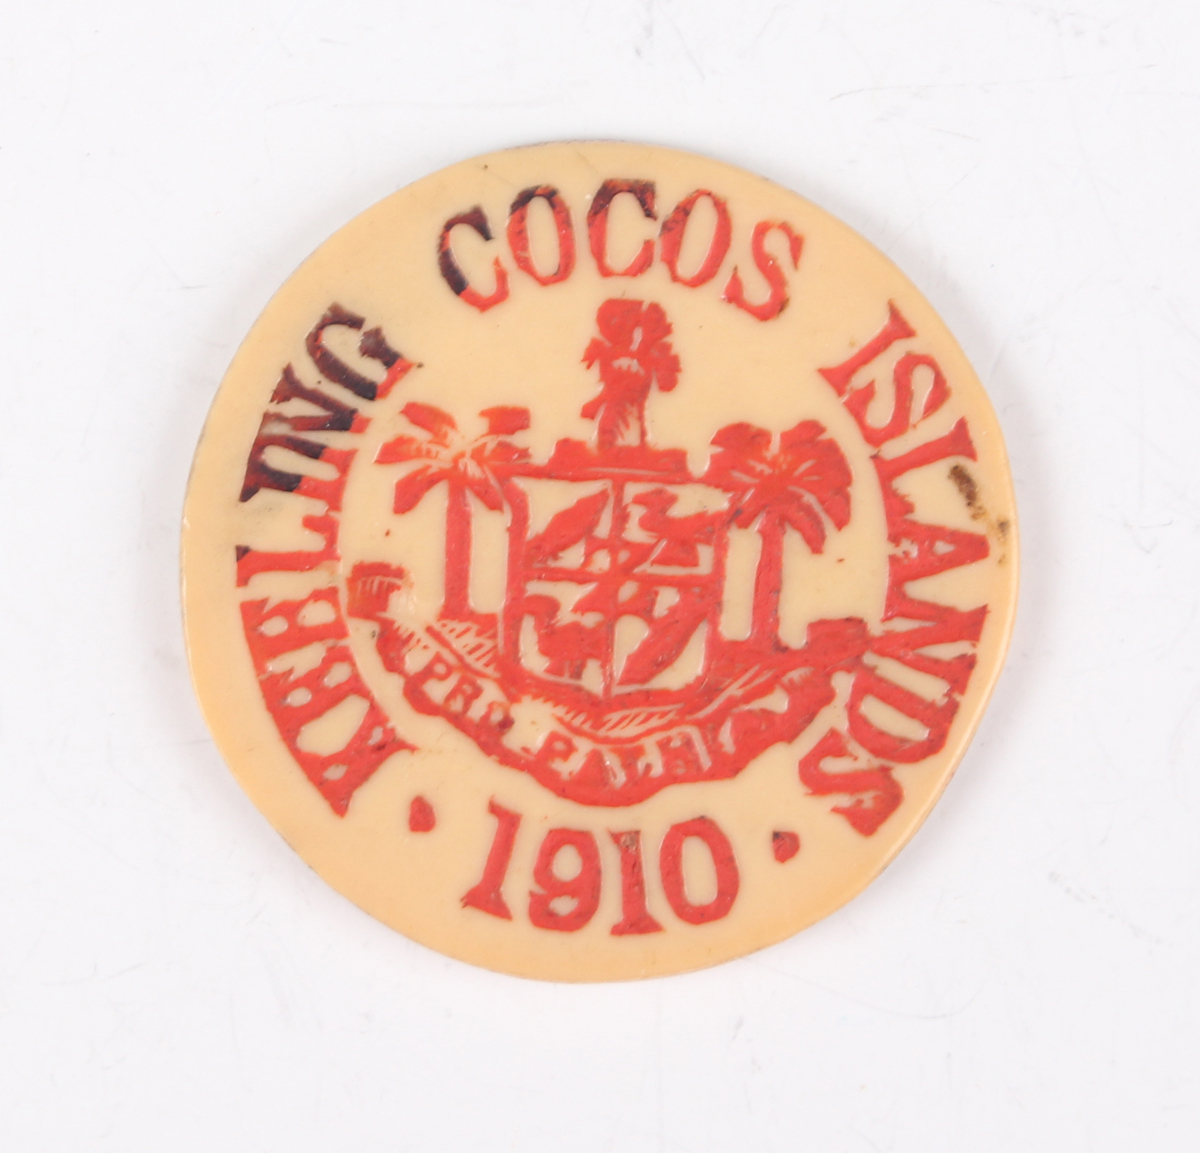 KEELING COCOS ISLANDS
PRO PATRIA
• 1910 •